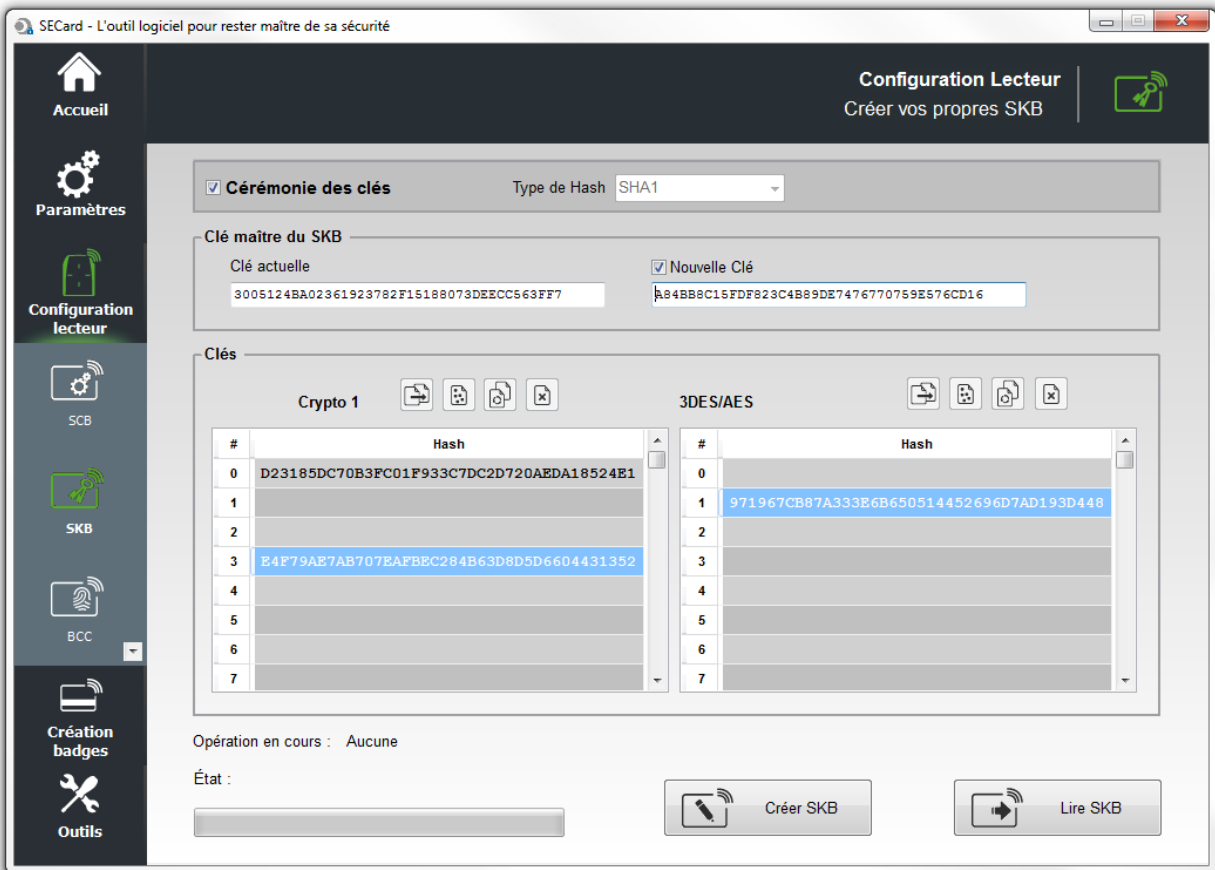 SECard - L'outil logiciel pour rester maître de sa sécurité
Accueil
Configuration Lecteur
Créer vos propres SKB
Paramètres
Configuration
lecteur
SCB
SKB
BCC
Création
badges
Outils
Cérémonie des clés
Type de Hash SHA1
Clé maître du SKB
Clé actuelle
Nouvelle Clé
3005124BA02361923782F15188073DEECC563FF7
A84BB8C15FDF823C4B89DE7476770759E576CD16
Clés
Crypto 1
3DES/AES
# Hash
0 D23185DC70B3FC01F933C7DC2D720AEDA18524E1
1
2
3 E4F79AE7AB707EAFBEC284B63D8D5D6604431352
4
5
6
7
# Hash
0
1 971967CB87A333E6B650514452696D7AD193D448
2
3
4
5
6
7
Opération en cours : Aucune
État :
Créer SKB
Lire SKB